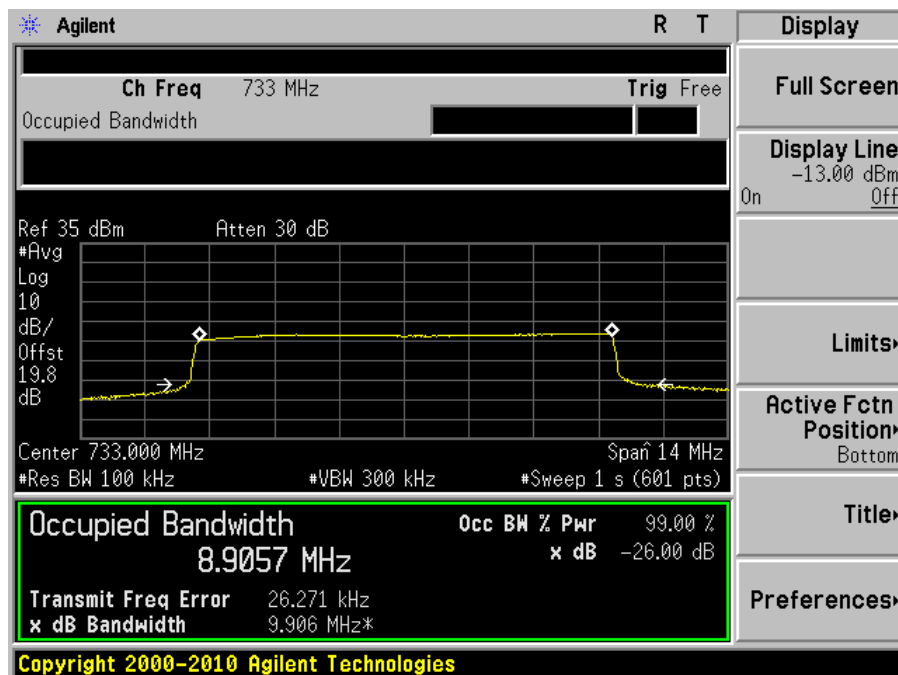 Agilent R T Display
Full Screen
Ch Freq 733 MHz Trig Free
Occupied Bandwidth
Display Line
-13.00 dBm
On Off
Ref 35 dBm Atten 30 dB
#Avg
Log
10
dB/
Offst
19.8
dB
Limits
Active Fctn
Position
Bottom
Center 733.000 MHz Span 14 MHz
#Res BW 100 kHz #VBW 300 kHz #Sweep 1 s (601 pts)
Occupied Bandwidth Occ BW % Pwr 99.00 %
8.9057 MHz x dB -26.00 dB
Title
Transmit Freq Error 26.271 kHz
x dB Bandwidth 9.906 MHz*
Preferences
Copyright 2000-2010 Agilent Technologies